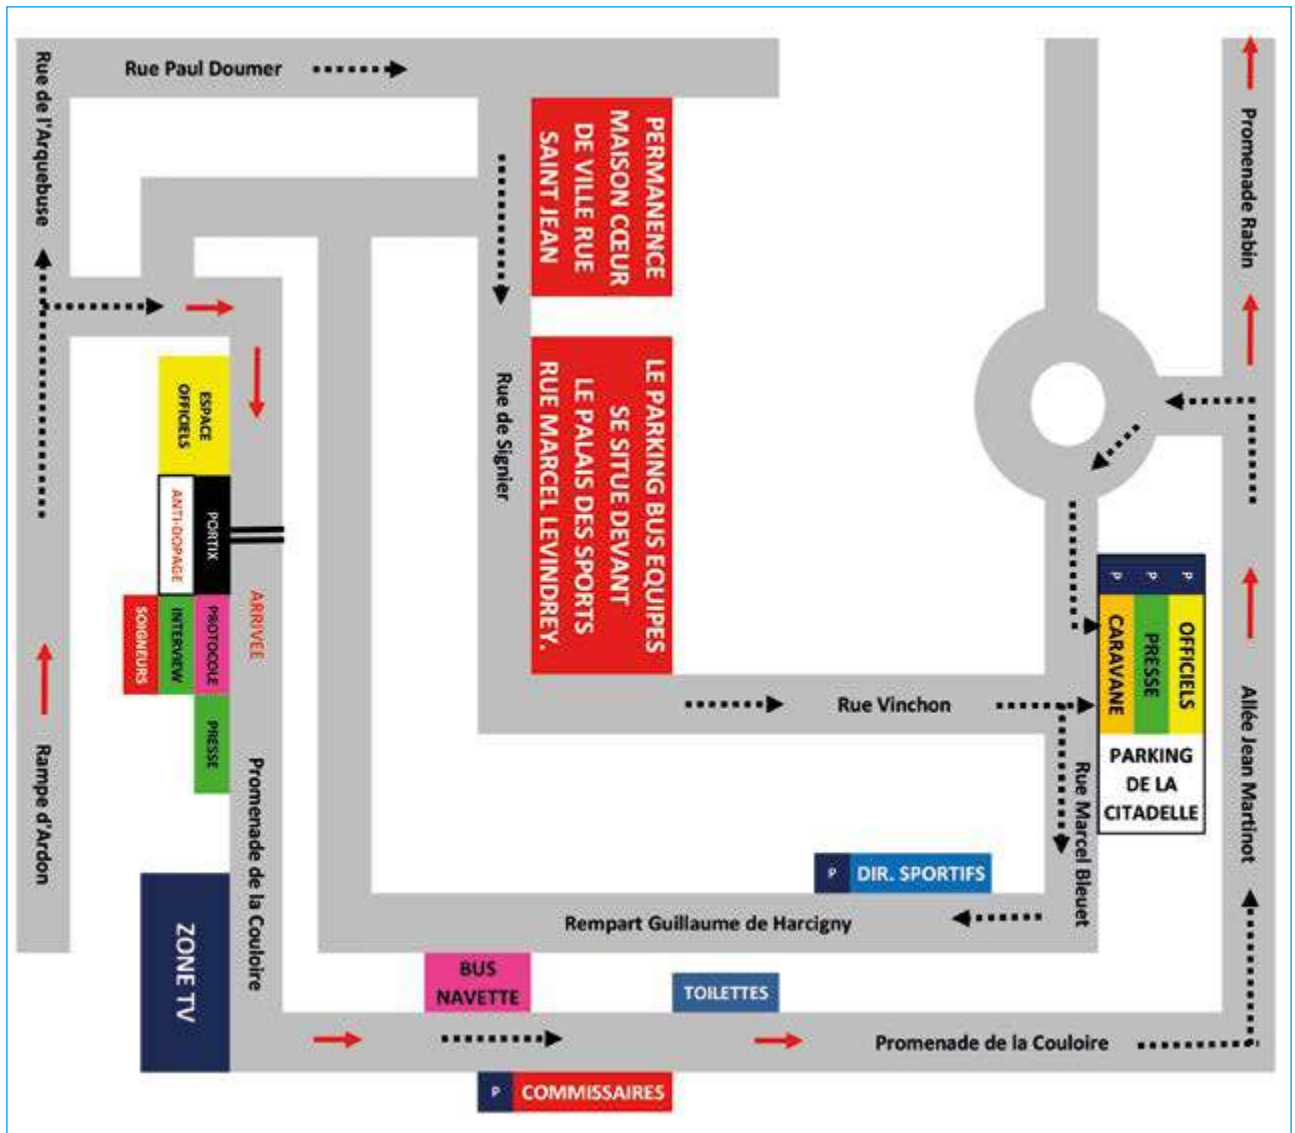 Rue Paul Doumer
Rue de l'Arquebuse
PERMANENCE
MAISON CŒUR
DE VILLE RUE
SAINT JEAN
Promenade Rabin
Rue de Signier
LE PARKING BUS EQUIPES
SE SITUE DEVANT
LE PALAIS DES SPORTS
RUE MARCEL LEVINDREY.
ESPACE
OFFICIELS
PORTIX
ANTI-DOPAGE
ARRIVÉE
PROTOCOLE
INTERVIEW
SOIGNEURS
PRESSE
Rampe d'Ardon
Promenade de la Couloire
ZONE TV
Rue Vinchon
P
P
P
OFFICIELS
PRESSE
CARAVANE
PARKING
DE LA
CITADELLE
Rue Marcel Bleuet
Allée Jean Martinot
P DIR. SPORTIFS
Rempart Guillaume de Harcigny
BUS
NAVETTE
TOILETTES
Promenade de la Couloire
P COMMISSAIRES